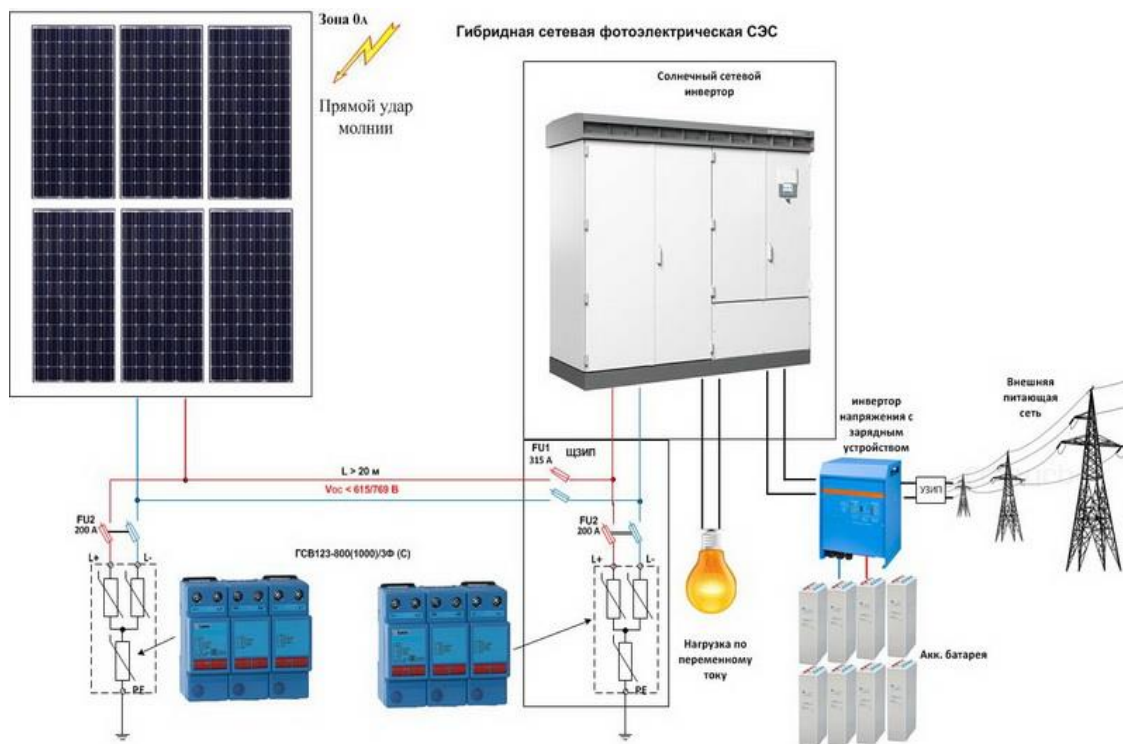 Зона 0л
Прямой удар
молнии
Гибридная сетевая фотоэлектрическая СЭС
Солнечный сетевой
инвертор
Внешняя
питающая
сеть
инвертор
напряжения с
зарядным
устройством
УЗИП
FU1
315 А
ЩЗИП
L > 20 м
Voc < 615/769 В
FU2
200 А
L+
L-
PE
ГСВ123-800(1000)/3Ф (С)
FU2
200 А
L+
L-
PE
Нагрузка по
переменному
току
Акк. батарея